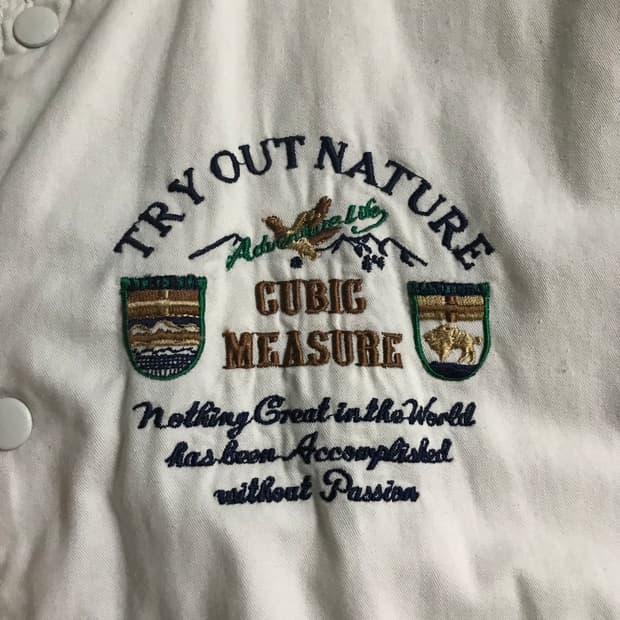 TRY OUT NATURE
Adventure Life
CUBIC
MEASURE
Nothing Great in the World
has been Accomplished
without Passion